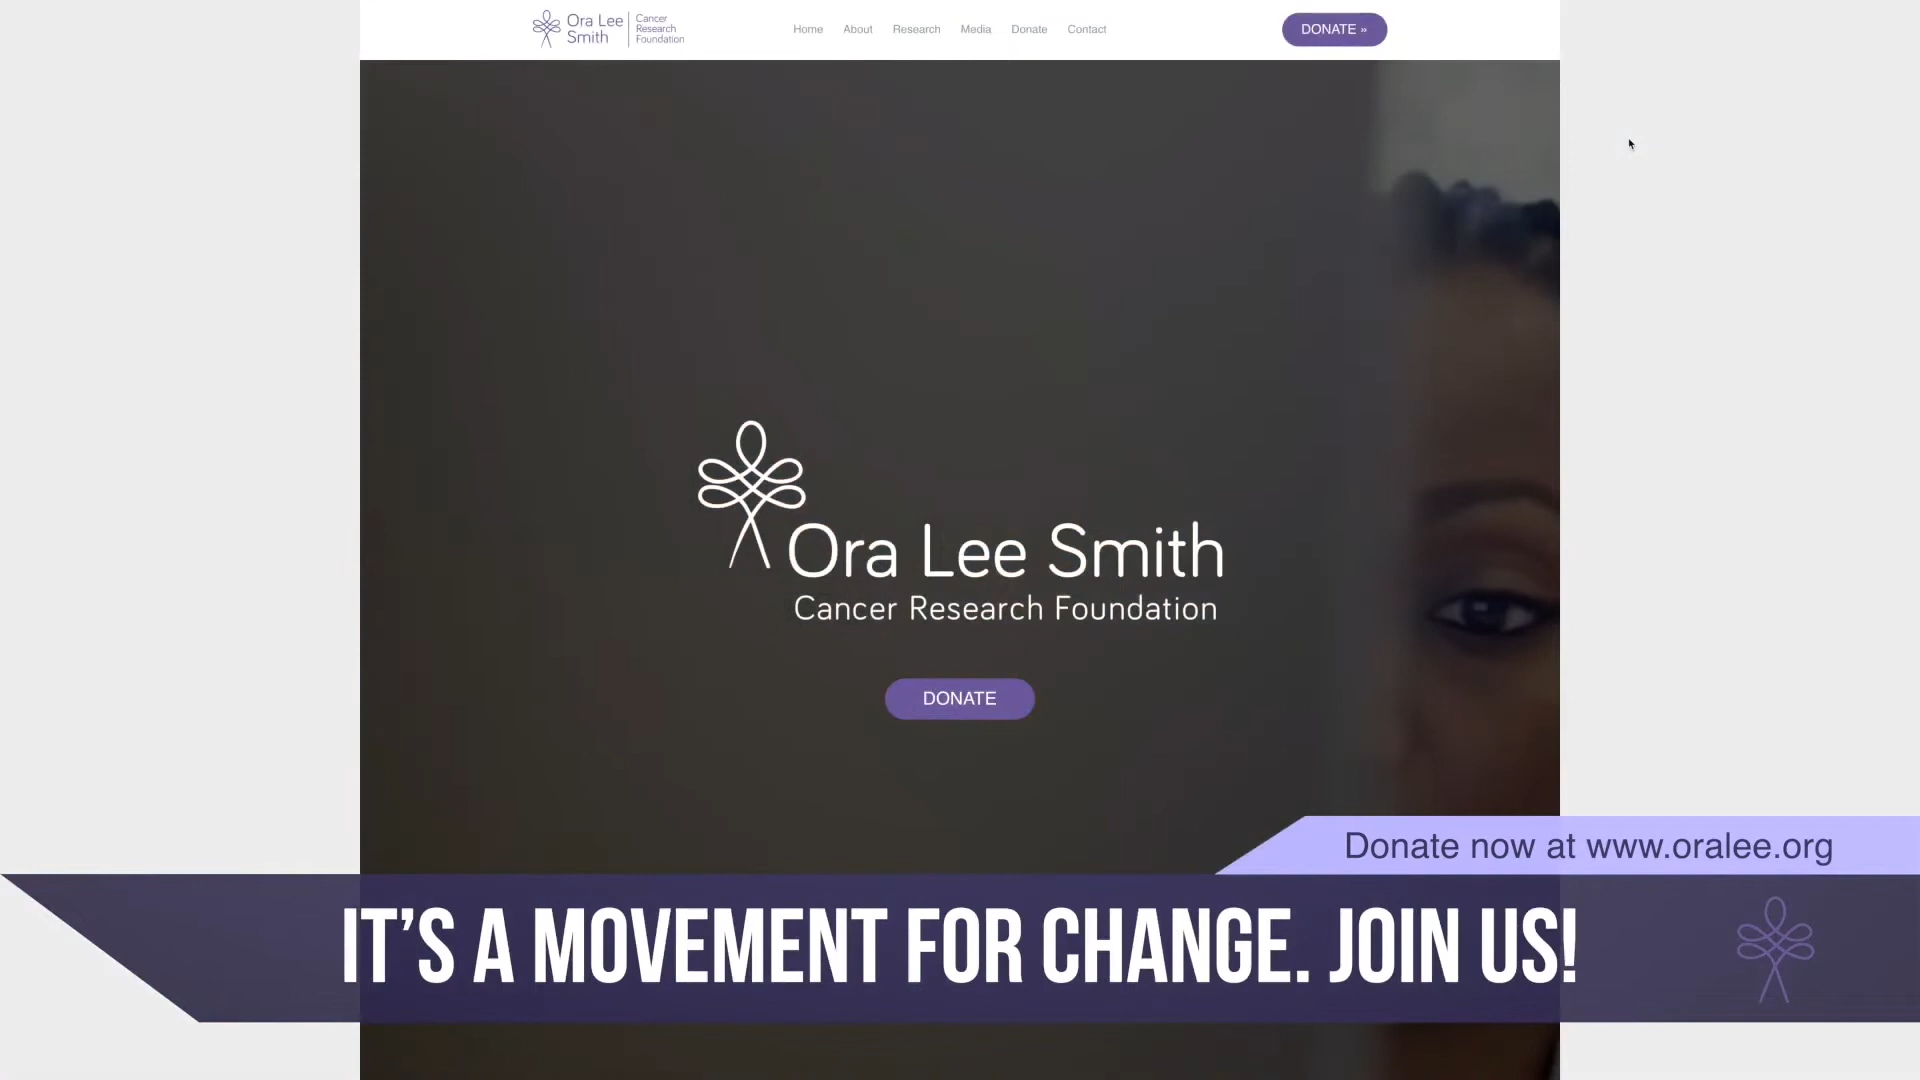 Ora Lee
Smith
Cancer
Research
Foundation
Home About Research Media Donate Contact
DONATE »
Ora Lee Smith
Cancer Research Foundation
DONATE
Donate now at www.oralee.org
IT’S A MOVEMENT FOR CHANGE. JOIN US!